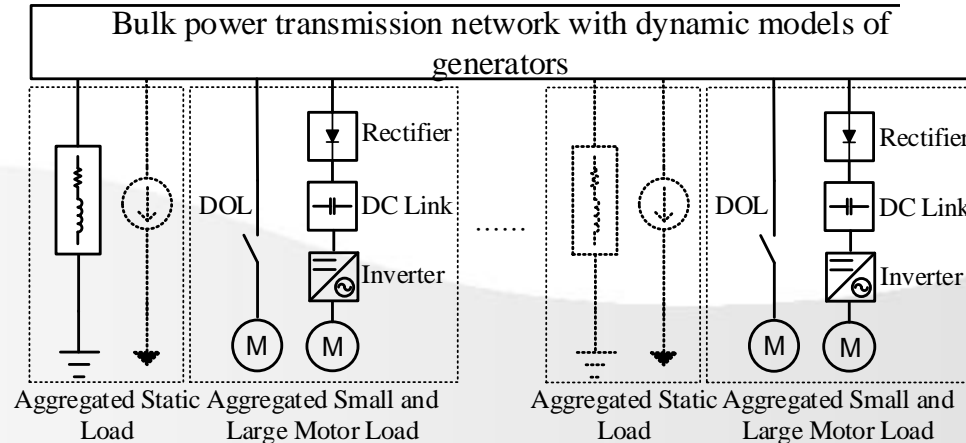 Bulk power transmission network with dynamic models of
generators
Rectifier
DOL
DC Link
Inverter
M
M
......
Rectifier
DOL
DC Link
Inverter
M
M
Aggregated Static
Load
Aggregated Small and
Large Motor Load
Aggregated Static
Load
Aggregated Small and
Large Motor Load